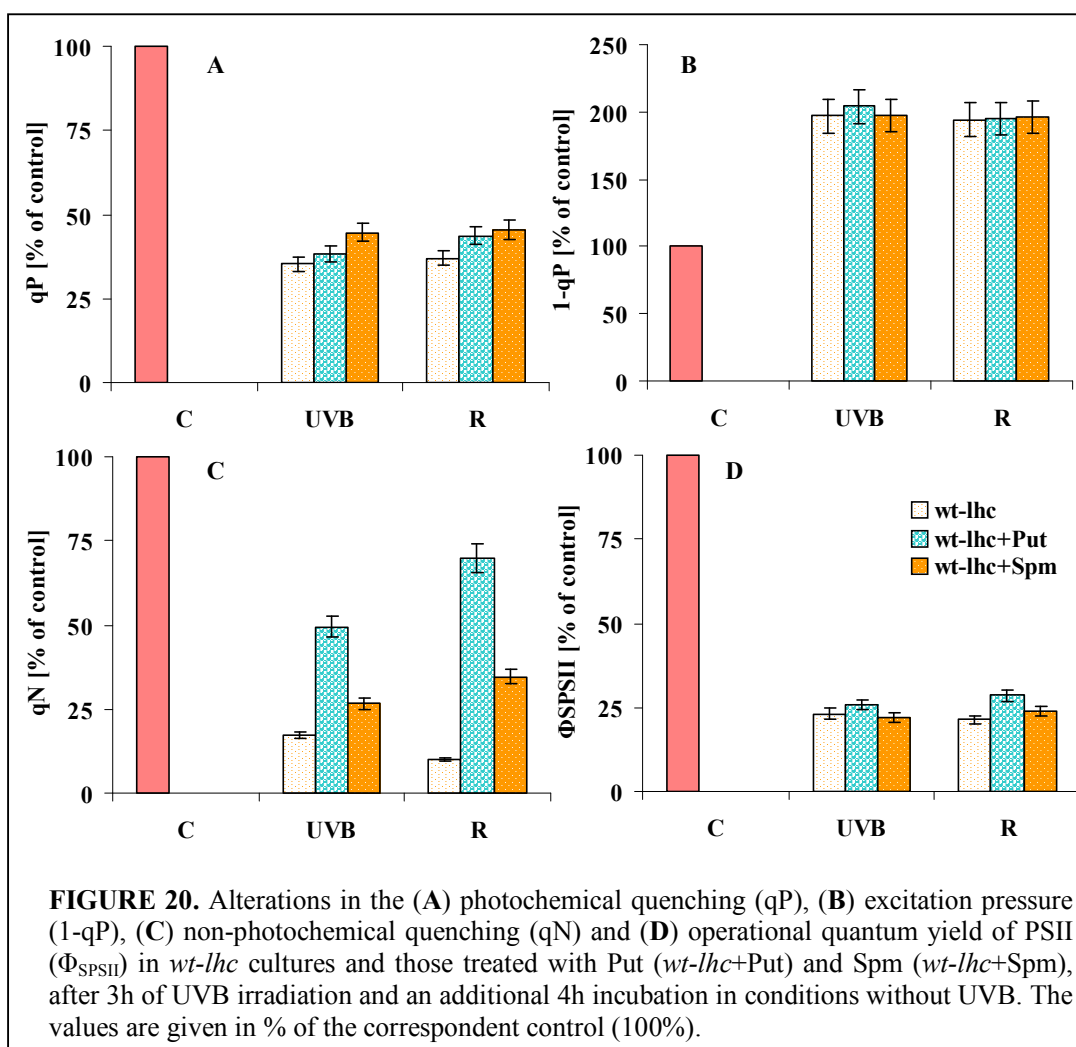 100
75
50
25
0
qP [% of control]
A
C
UVB
R
250
200
150
100
50
0
1-qP [% of control]
B
C
UVB
R
100
75
50
25
0
qN [% of control]
C
C
UVB
R
100
75
50
25
0
ΦSPSII [% of control]
D
wt-lhc
wt-lhc+Put
wt-lhc+Spm
C
UVB
R
FIGURE 20. Alterations in the (A) photochemical quenching (qP), (B) excitation pressure
(1-qP), (C) non-photochemical quenching (qN) and (D) operational quantum yield of PSII
(Φ_SPSII) in wt-lhc cultures and those treated with Put (wt-lhc+Put) and Spm (wt-lhc+Spm),
after 3h of UVB irradiation and an additional 4h incubation in conditions without UVB. The
values are given in % of the correspondent control (100%).